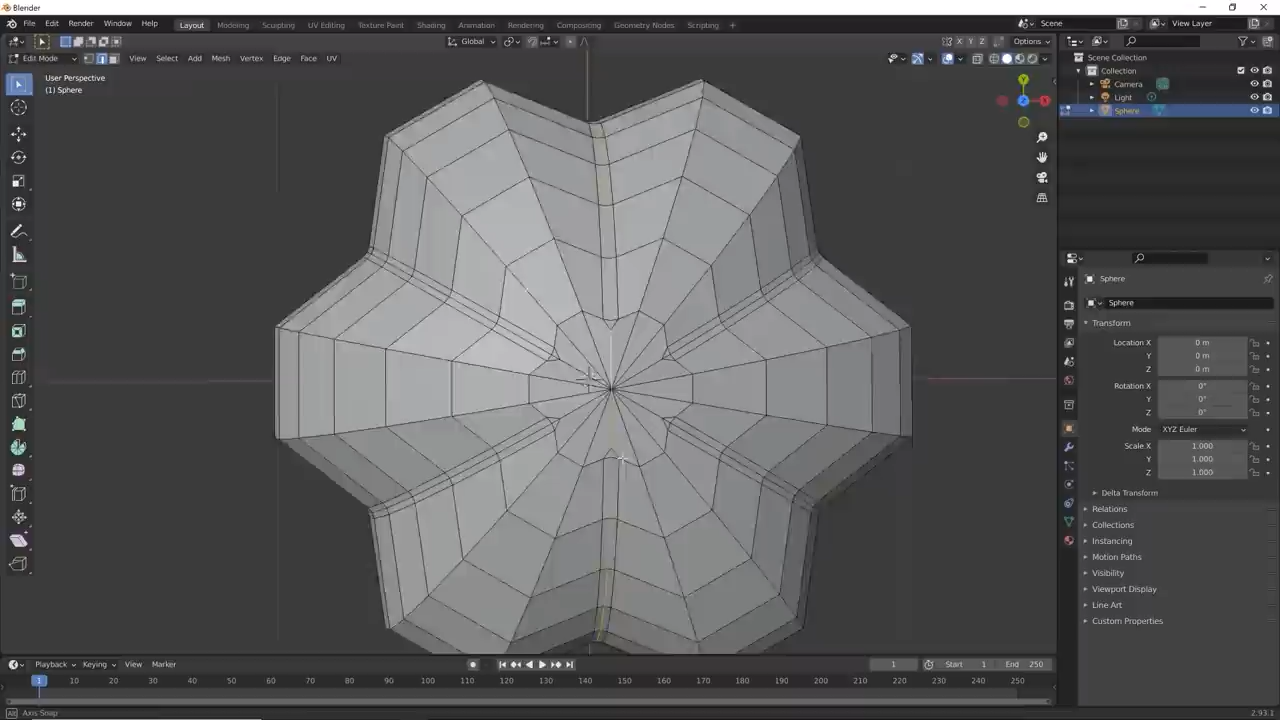 Blender
File Edit Render Window Help Layout Modeling Sculpting UV Editing Texture Paint Shading Animation Rendering Compositing Geometry Nodes Scripting + Scene View Layer
Global X Y Z Options
Edit Mode View Select Add Mesh Vertex Edge Face UV
User Perspective
(1) Sphere
Scene Collection
Collection
Camera
Light
Sphere
Y
Z X
Sphere
Sphere
Transform
Location X 0 m
Y 0 m
Z 0 m
Rotation X 0°
Y 0°
Z 0°
Mode XYZ Euler
Scale X 1.000
Y 1.000
Z 1.000
Delta Transform
Relations
Collections
Instancing
Motion Paths
Visibility
Viewport Display
Line Art
Custom Properties
Playback Keying View Marker 1 Start 1 End 250
1 10 20 30 40 50 60 70 80 90 100 110 120 130 140 150 160 170 180 190 200 210 220 230 240 250
Alt Axis Snap 2.93.1